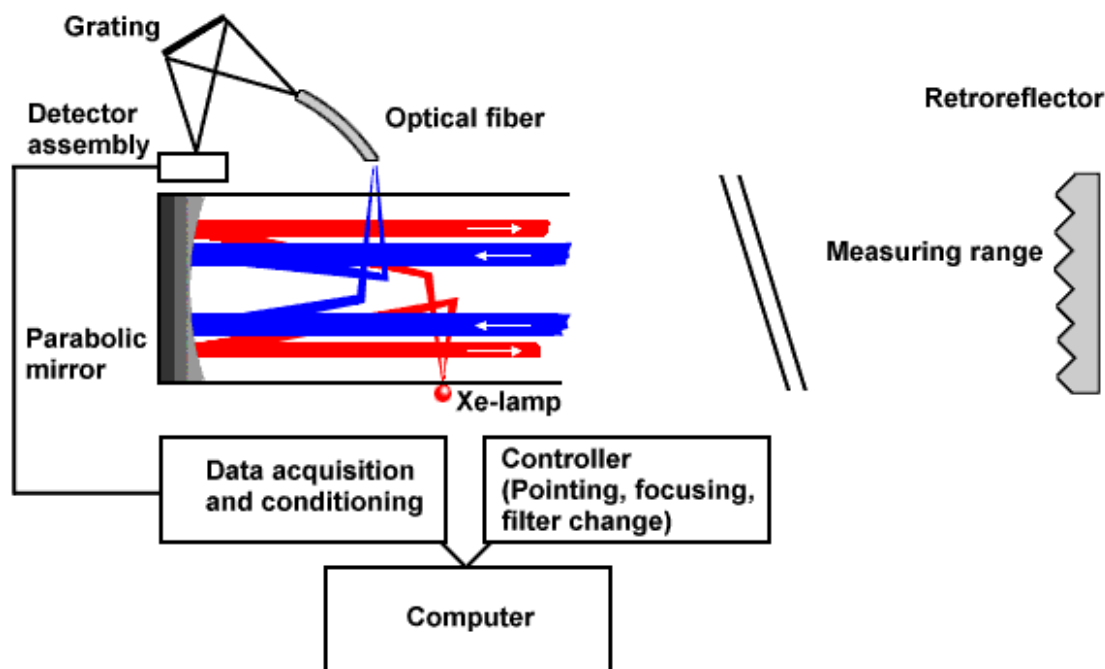 Grating
Detector
assembly
Optical fiber
Retroreflector
Measuring range
Parabolic
mirror
Xe-lamp
Data acquisition
and conditioning
Controller
(Pointing, focusing,
filter change)
Computer